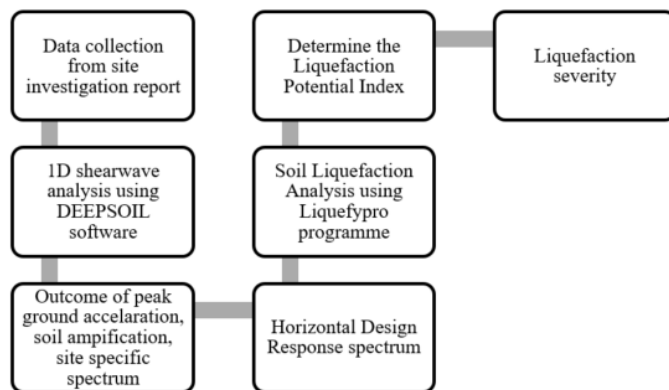 Data collection
from site
investigation report
1D shearwave
analysis using
DEEPSOIL
software
Outcome of peak
ground accelaration,
soil ampification,
site specific
spectrum
Horizontal Design
Response spectrum
Soil Liquefaction
Analysis using
Liquefypro
programme
Determine the
Liquefaction
Potential Index
Liquefaction
severity